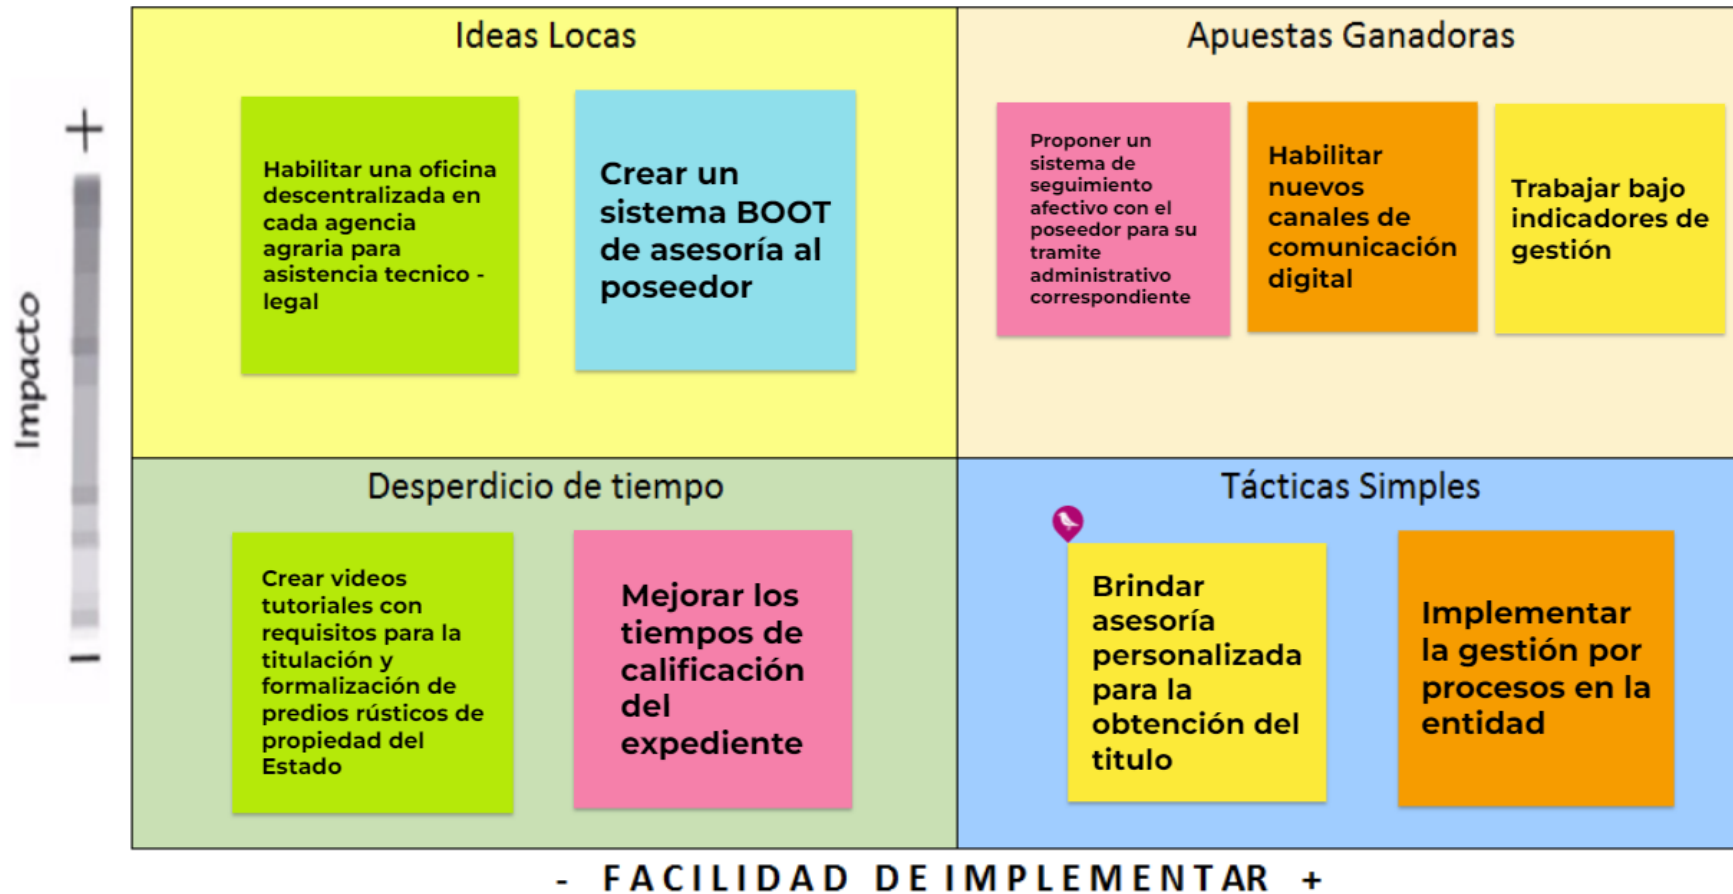 Ideas Locas
Habilitar una oficina
descentralizada en
cada agencia
agraria para
asistencia tecnico -
legal
Crear un
sistema BOOT
de asesoría al
poseedor
Apuestas Ganadoras
Proponer un
sistema de
seguimiento
afectivo con el
poseedor para su
tramite
administrativo
correspondiente
Habilitar
nuevos
canales de
comunicación
digital
Trabajar bajo
indicadores de
gestión
+
Impacto
-
Desperdicio de tiempo
Crear videos
tutoriales con
requisitos para la
titulación y
formalización de
predios rústicos de
propiedad del
Estado
Mejorar los
tiempos de
calificación
del
expediente
Tácticas Simples
Brindar
asesoría
personalizada
para la
obtención del
titulo
Implementar
la gestión por
procesos en la
entidad
- FACILIDAD DE IMPLEMENTAR +